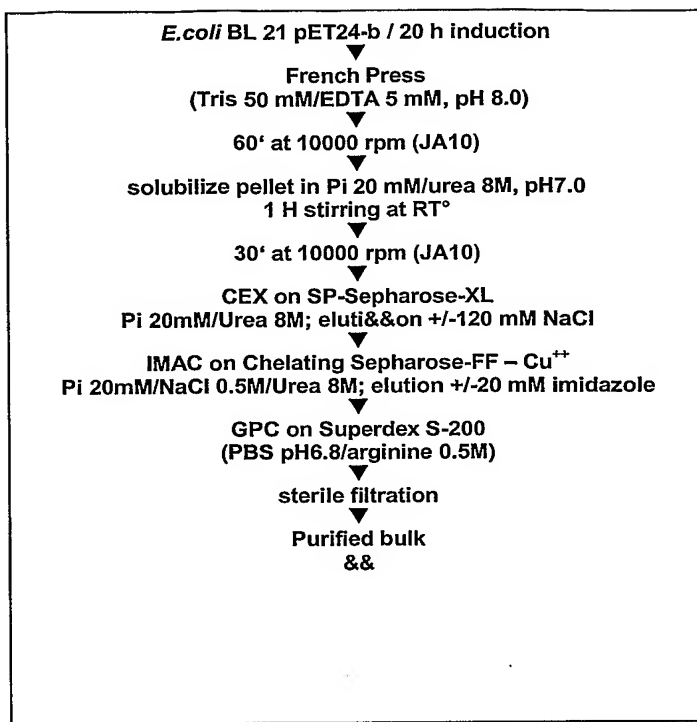 E.coli BL 21 pET24-b / 20 h induction
French Press
(Tris 50 mM/EDTA 5 mM, pH 8.0)
60‘ at 10000 rpm (JA10)
solubilize pellet in Pi 20 mM/urea 8M, pH7.0
1 H stirring at RT°
30‘ at 10000 rpm (JA10)
CEX on SP-Sepharose-XL
Pi 20mM/Urea 8M; eluti&&on +/-120 mM NaCl
IMAC on Chelating Sepharose-FF – Cu⁺⁺
Pi 20mM/NaCl 0.5M/Urea 8M; elution +/-20 mM imidazole
GPC on Superdex S-200
(PBS pH6.8/arginine 0.5M)
sterile filtration
Purified bulk
&&